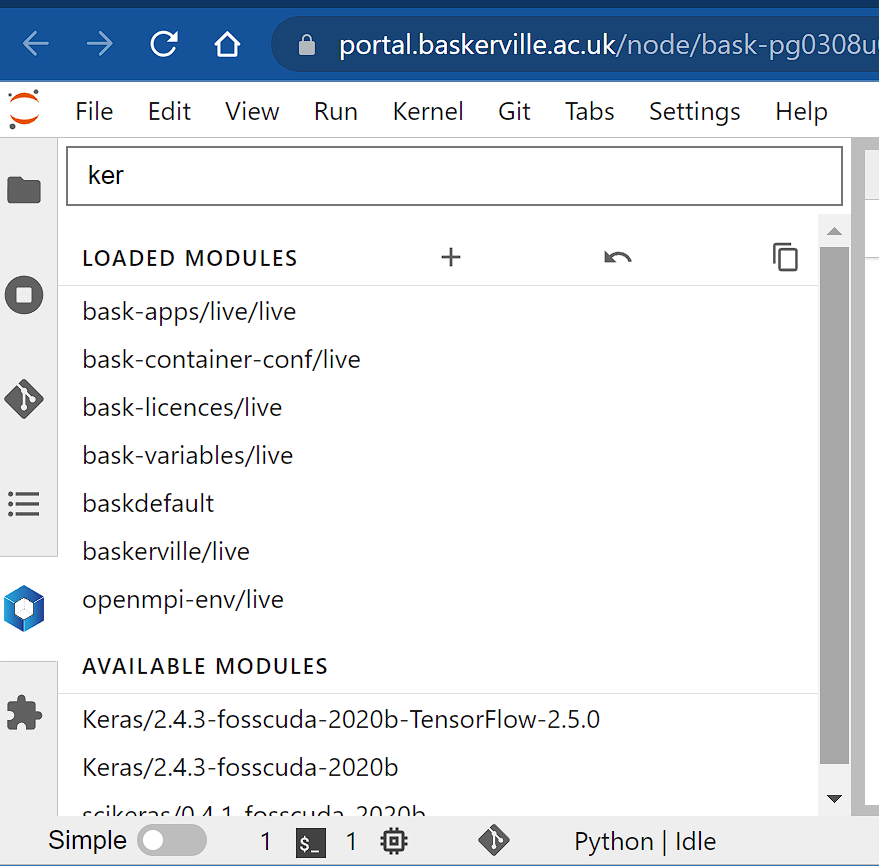 portal.baskerville.ac.uk/node/bask-pg0308u
File Edit View Run Kernel Git Tabs Settings Help
ker
LOADED MODULES
bask-apps/live/live
bask-container-conf/live
bask-licences/live
bask-variables/live
baskdefault
baskerville/live
openmpi-env/live
AVAILABLE MODULES
Keras/2.4.3-fosscuda-2020b-TensorFlow-2.5.0
Keras/2.4.3-fosscuda-2020b
scikeras/0.4.1-fosscuda-2020b
Simple 1 $_ 1 Python | Idle